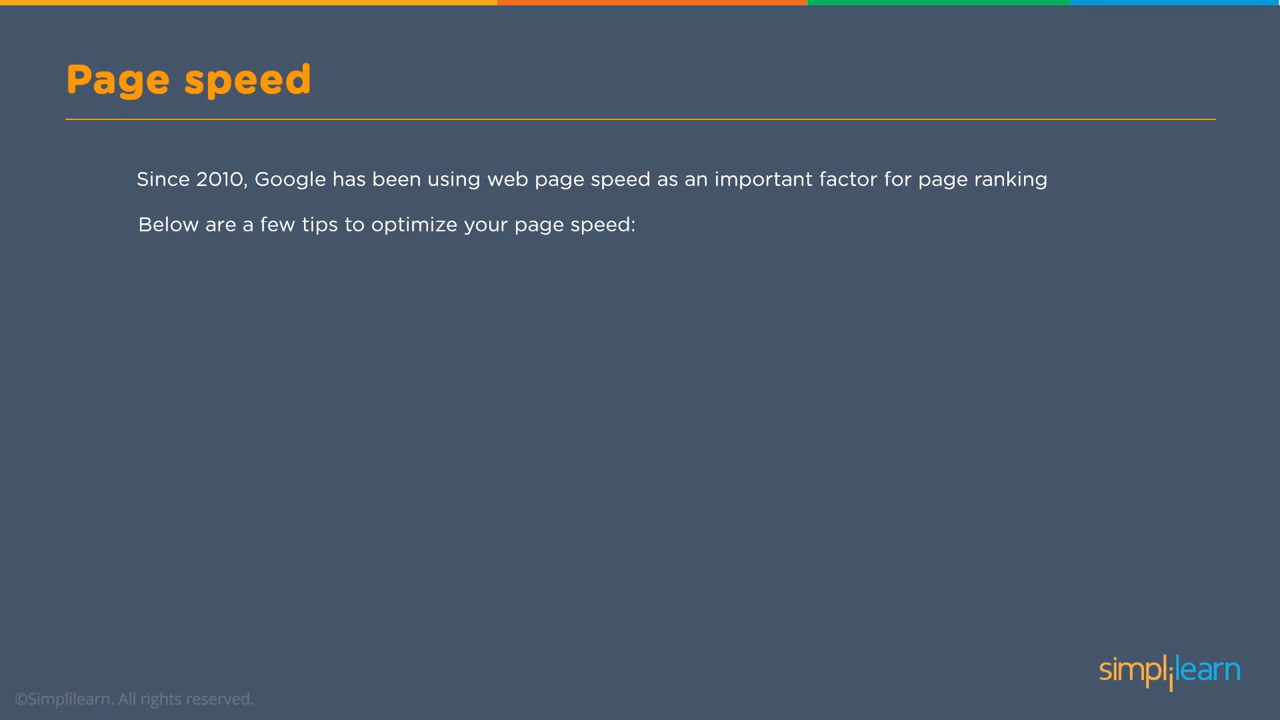 Page speed
Since 2010, Google has been using web page speed as an important factor for page ranking
Below are a few tips to optimize your page speed:
simplilearn
©Simplilearn. All rights reserved.